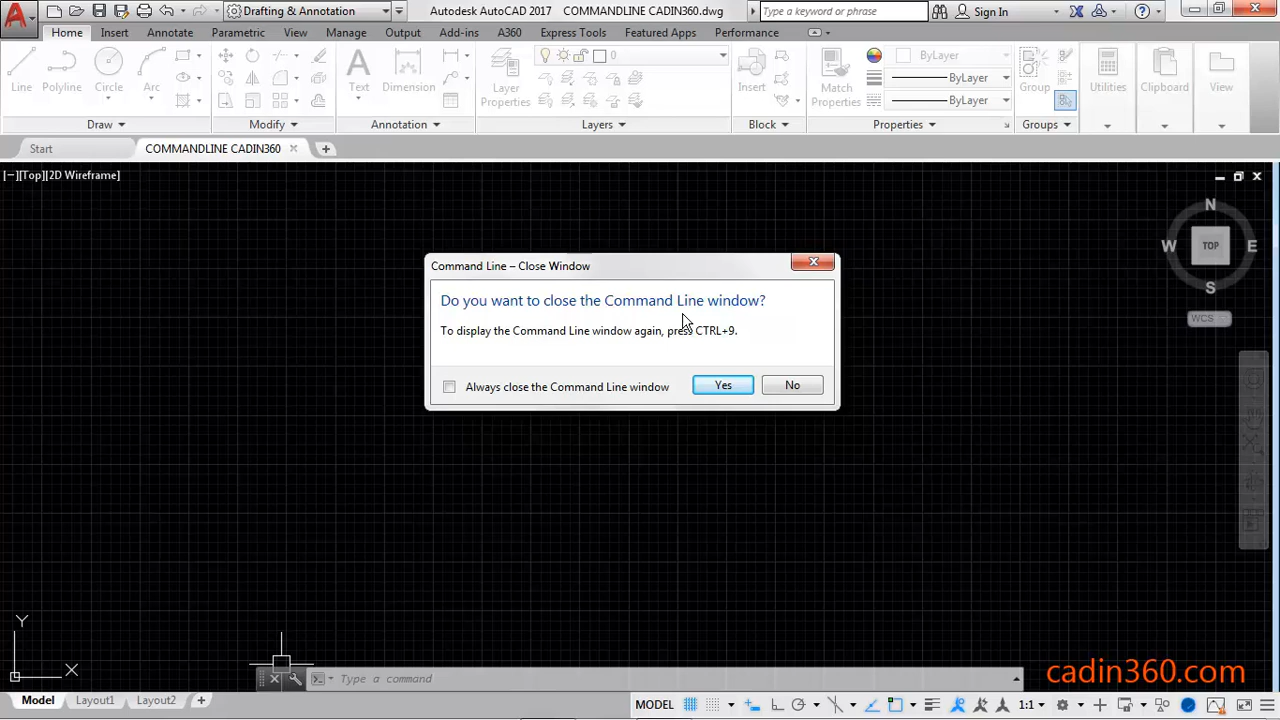 Drafting & Annotation
Autodesk AutoCAD 2017 COMMANDLINE CADIN360.dwg
Type a keyword or phrase
Sign In
Home Insert Annotate Parametric View Manage Output Add-ins A360 Express Tools Featured Apps Performance
Line Polyline Circle Arc
Text Dimension
Layer Properties
0
Insert
Match Properties
ByLayer
ByLayer
ByLayer
Group
Utilities
Clipboard
View
Draw Modify Annotation Layers Block Properties Groups
Start COMMANDLINE CADIN360
[−][Top][2D Wireframe]
N
W TOP E
S
WCS
Command Line – Close Window
Do you want to close the Command Line window?
To display the Command Line window again, press CTRL+9.
Always close the Command Line window Yes No
Y
X
Type a command
cadin360.com
Model Layout1 Layout2
MODEL 1:1